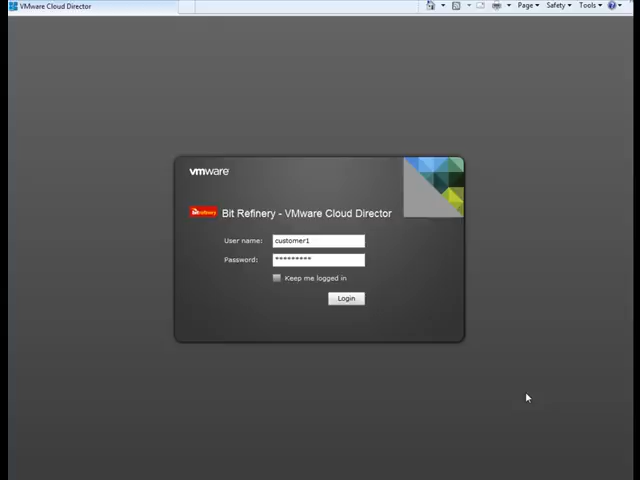 VMware Cloud Director
Page Safety Tools
vmware
bitrefinery Bit Refinery - VMware Cloud Director
User name: customer1
Password: *********
Keep me logged in
Login